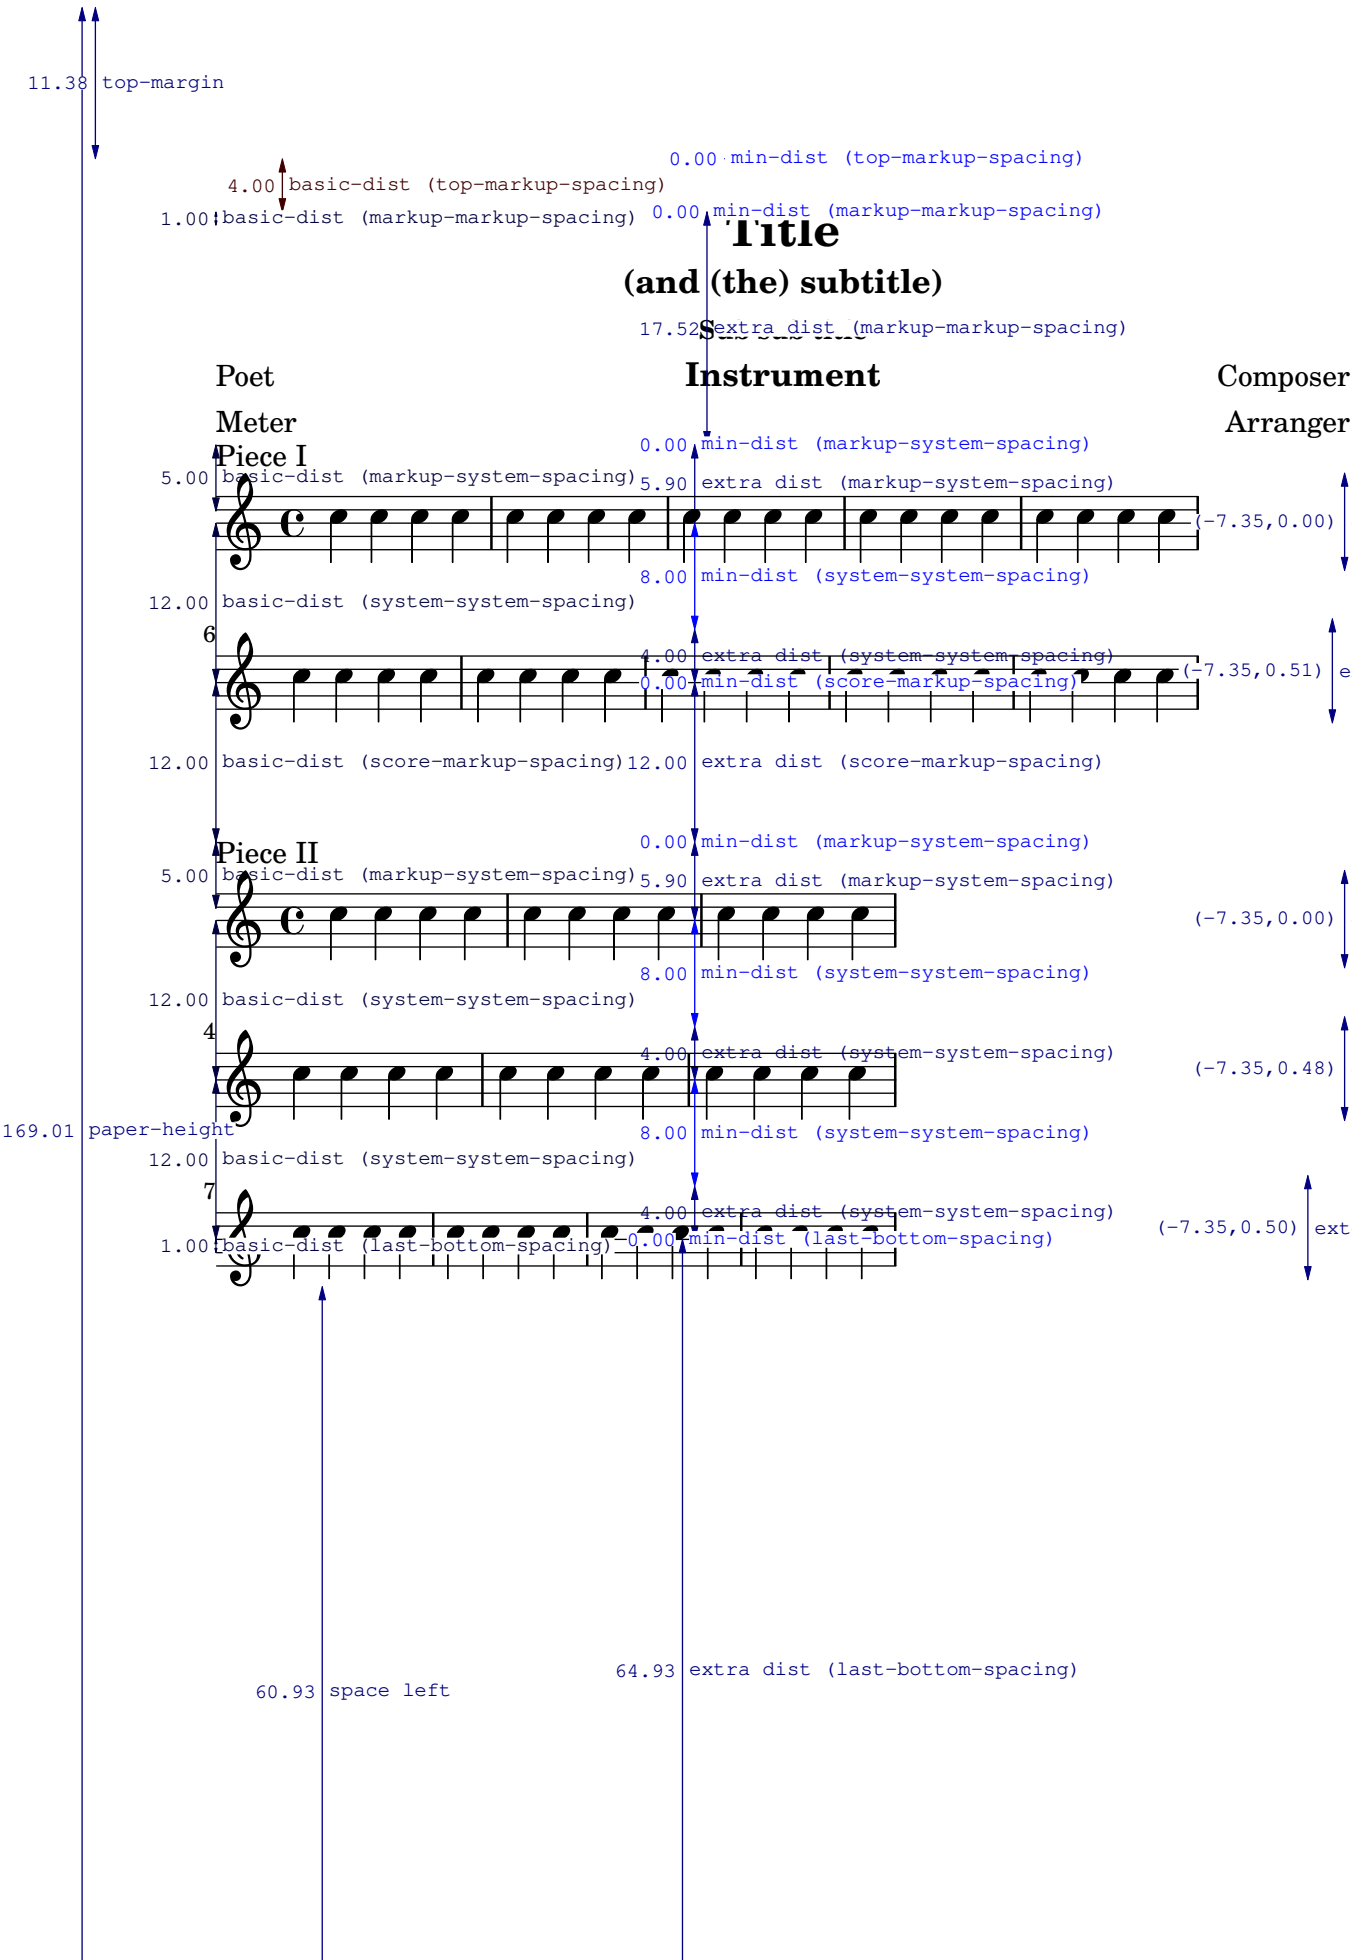 11.38 top-margin
0.00 min-dist (top-markup-spacing)
4.00 basic-dist (top-markup-spacing)
1.00 basic-dist (markup-markup-spacing)
0.00 min-dist (markup-markup-spacing)
Title
(and (the) subtitle)
17.52 extra dist (markup-markup-spacing)
Poet Instrument Composer
Meter Arranger
0.00 min-dist (markup-system-spacing)
Piece I
5.00 basic-dist (markup-system-spacing)
5.90 extra dist (markup-system-spacing)
(-7.35,0.00)
8.00 min-dist (system-system-spacing)
12.00 basic-dist (system-system-spacing)
6
4.00 extra dist (system-system-spacing)
(-7.35,0.51) e
0.00 min-dist (score-markup-spacing)
12.00 basic-dist (score-markup-spacing)
12.00 extra dist (score-markup-spacing)
0.00 min-dist (markup-system-spacing)
Piece II
5.00 basic-dist (markup-system-spacing)
5.90 extra dist (markup-system-spacing)
(-7.35,0.00)
8.00 min-dist (system-system-spacing)
12.00 basic-dist (system-system-spacing)
4
4.00 extra dist (system-system-spacing)
(-7.35,0.48)
169.01 paper-height
8.00 min-dist (system-system-spacing)
12.00 basic-dist (system-system-spacing)
7
4.00 extra dist (system-system-spacing)
(-7.35,0.50) ext
1.00 basic-dist (last-bottom-spacing)
-0.00 min-dist (last-bottom-spacing)
64.93 extra dist (last-bottom-spacing)
60.93 space left